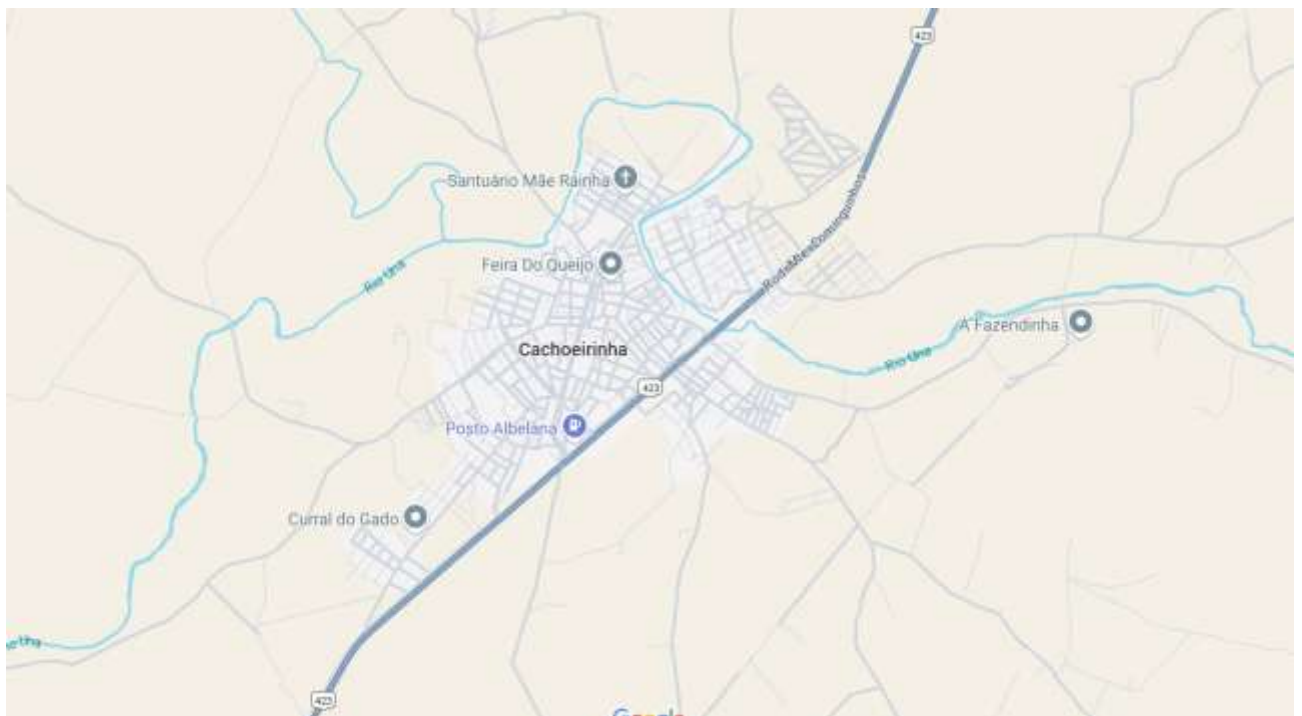 423
Santuário Mãe Rainha
Feira Do Queijo
Rio Una
A Fazendinha
Cachoeirinha
Rio Una
423
Posto Albelana
Curral do Gado
423